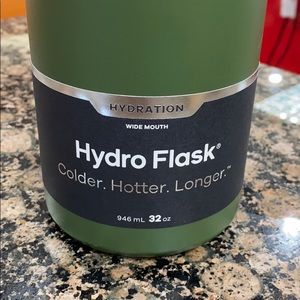 HYDRATION
WIDE MOUTH
Hydro Flask®
Colder. Hotter. Longer.™
946 mL 32 oz